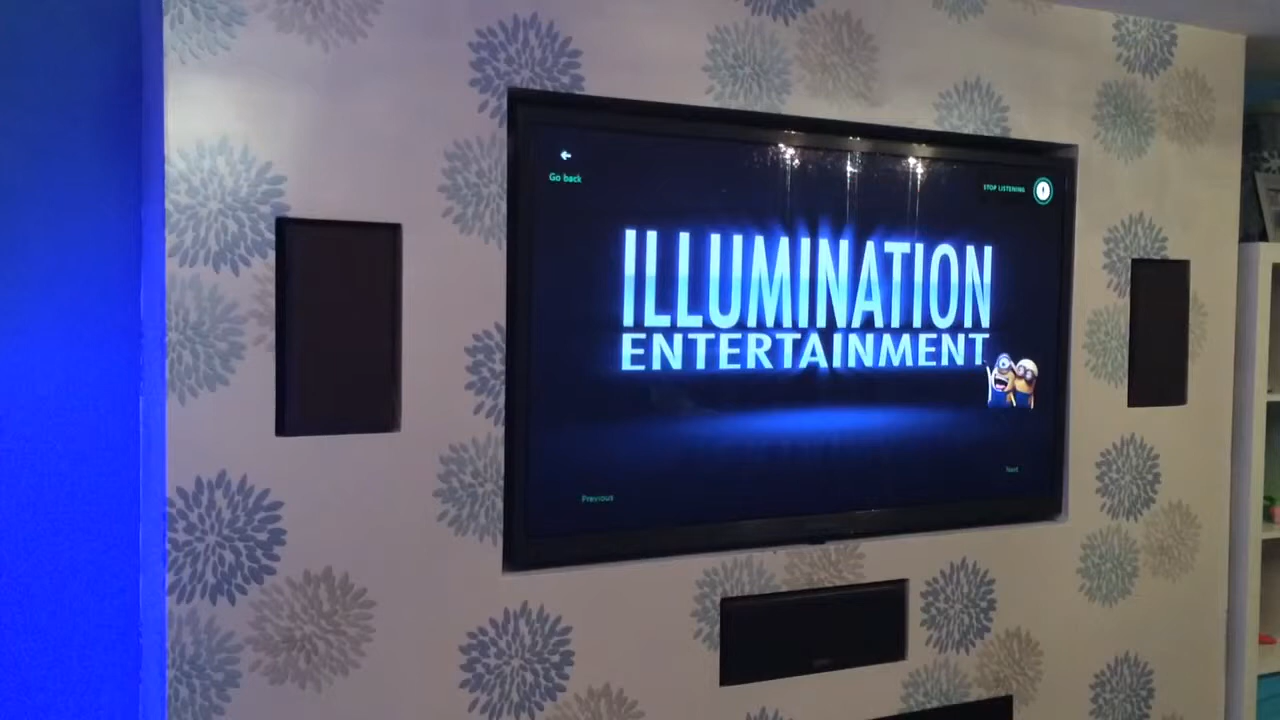 Go back
STOP LISTENING
ILLUMINATION
ENTERTAINMENT
Next
Previous